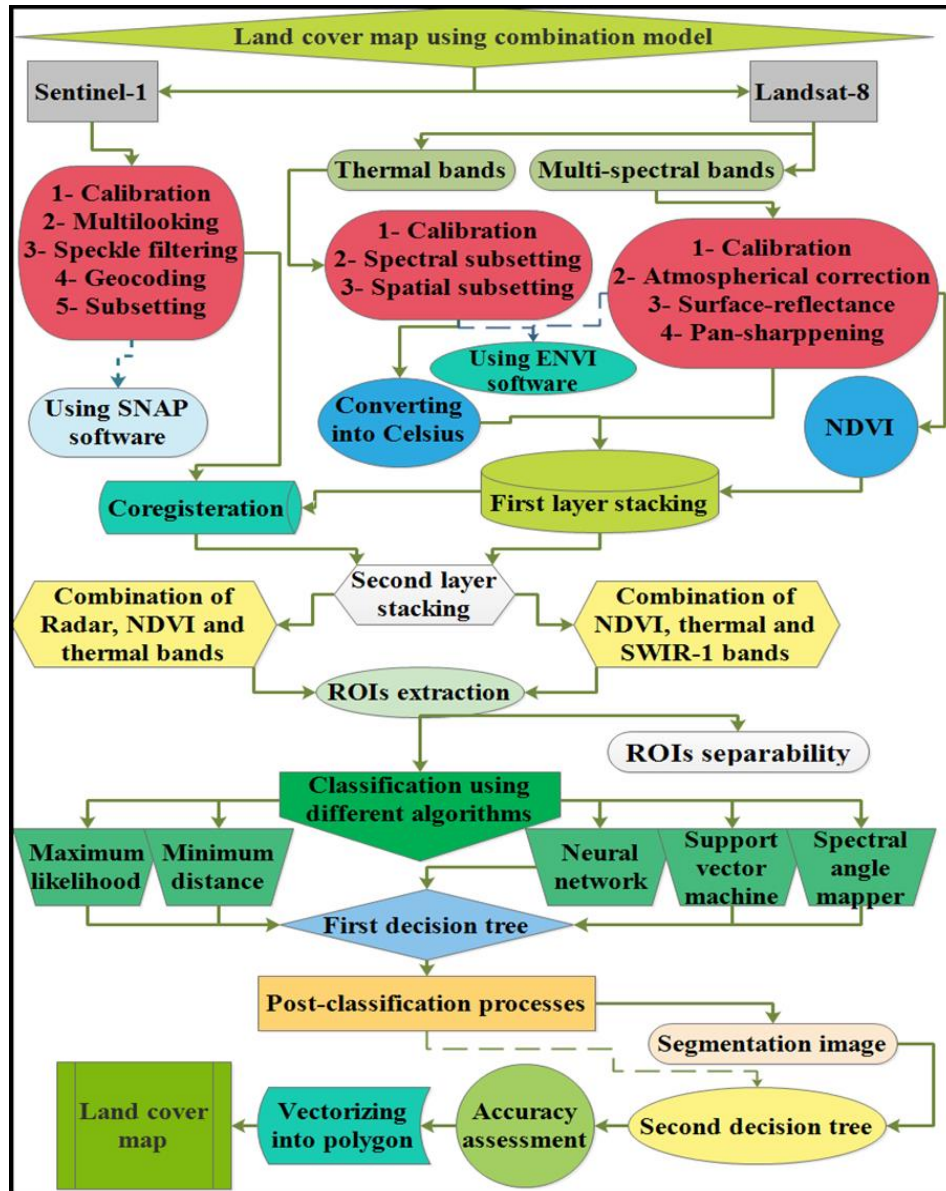 Land cover map using combination model
Sentinel-1
Landsat-8
Thermal bands
Multi-spectral bands
1- Calibration
2- Multilooking
3- Speckle filtering
4- Geocoding
5- Subsetting
1- Calibration
2- Spectral subsetting
3- Spatial subsetting
1- Calibration
2- Atmospherical correction
3- Surface-reflectance
4- Pan-sharppening
Using ENVI
software
Using SNAP
software
Converting
into Celsius
NDVI
Coregisteration
First layer stacking
Second layer
stacking
Combination of
Radar, NDVI and
thermal bands
Combination of
NDVI, thermal and
SWIR-1 bands
ROIs extraction
ROIs separability
Classification using
different algorithms
Maximum
likelihood
Minimum
distance
Neural
network
Support
vector
machine
Spectral
angle
mapper
First decision tree
Post-classification processes
Segmentation image
Land cover
map
Vectorizing
into polygon
Accuracy
assessment
Second decision tree